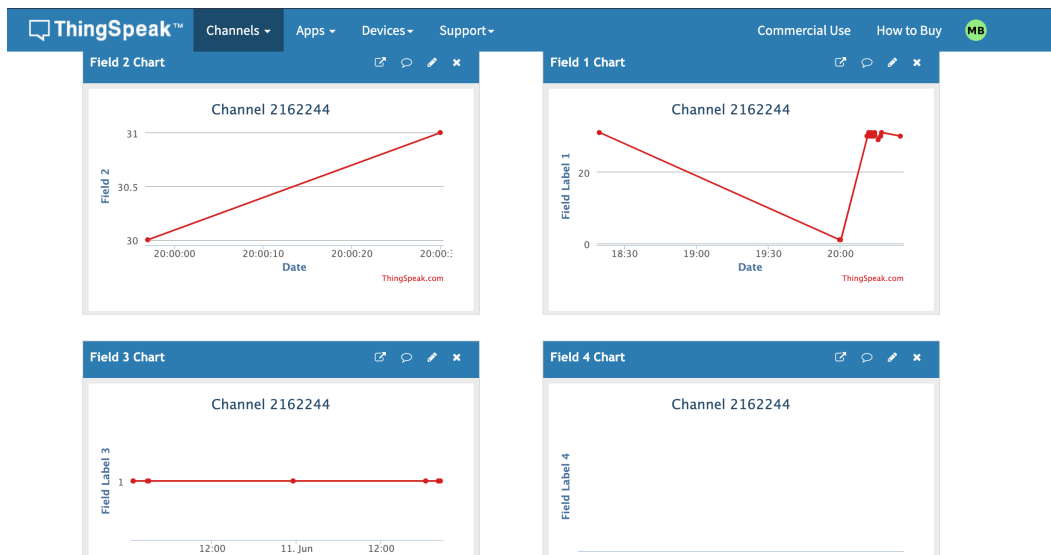 ThingSpeak™ Channels Apps Devices Support Commercial Use How to Buy MB
Field 2 Chart
Channel 2162244
31
30.5
30
Field 2
20:00:00 20:00:10 20:00:20
Date
ThingSpeak.com
Field 1 Chart
Channel 2162244
20
0
Field Label 1
18:30 19:00 19:30 20:00
Date
ThingSpeak.com
Field 3 Chart
Channel 2162244
1
Field Label 3
12:00 11. Jun 12:00
Field 4 Chart
Channel 2162244
Field Label 4